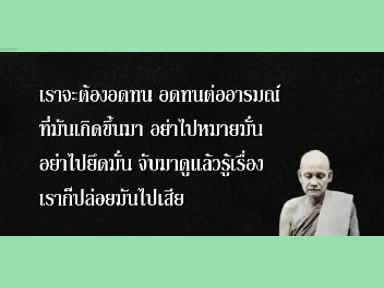 เราจะต้องอดทน อดทนต่ออารมณ์
ที่มันเกิดขึ้นมา อย่าไปหมายมั่น
อย่าไปยึดมั่น จับมาดูแล้วรู้เรื่อง
เราก็ปล่อยมันไปเสีย